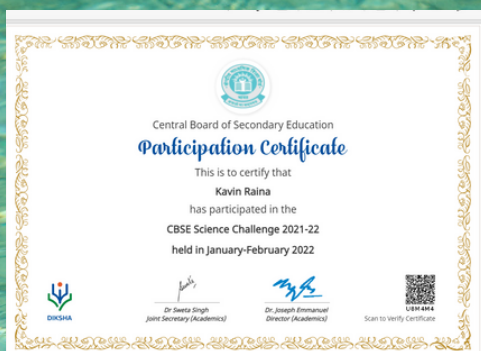 Central Board of Secondary Education
Participation Certificate
This is to certify that
Kavin Raina
has participated in the
CBSE Science Challenge 2021-22
held in January-February 2022
DIKSHA
Dr Sweta Singh
Joint Secretary (Academics)
Dr. Joseph Emmanuel
Director (Academics)
U8M4M4
Scan to Verify Certificate